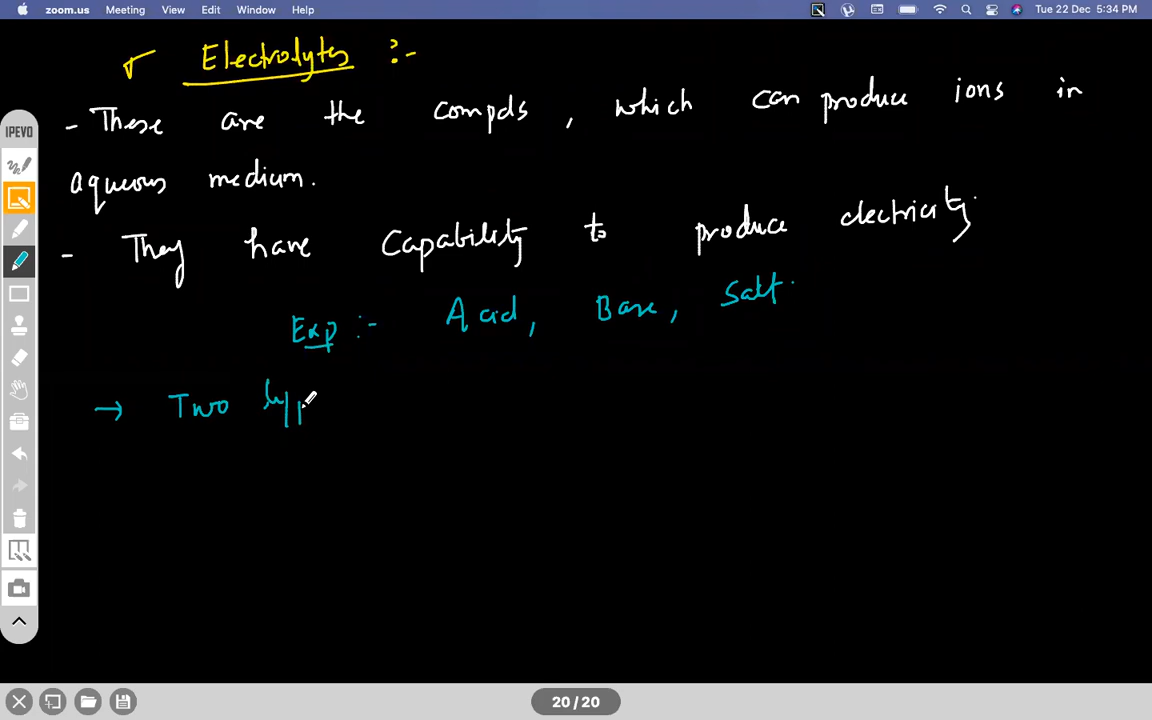 zoom.us Meeting View Edit Window Help Tue 22 Dec 5:34 PM
Electrolytes :-
IPEVO
- These are the compds, which can produce ions in
aqueous medium.
- They have Capability to produce electricity.
Exp :- Acid, Base, Salt.
→ Two typ
20/20